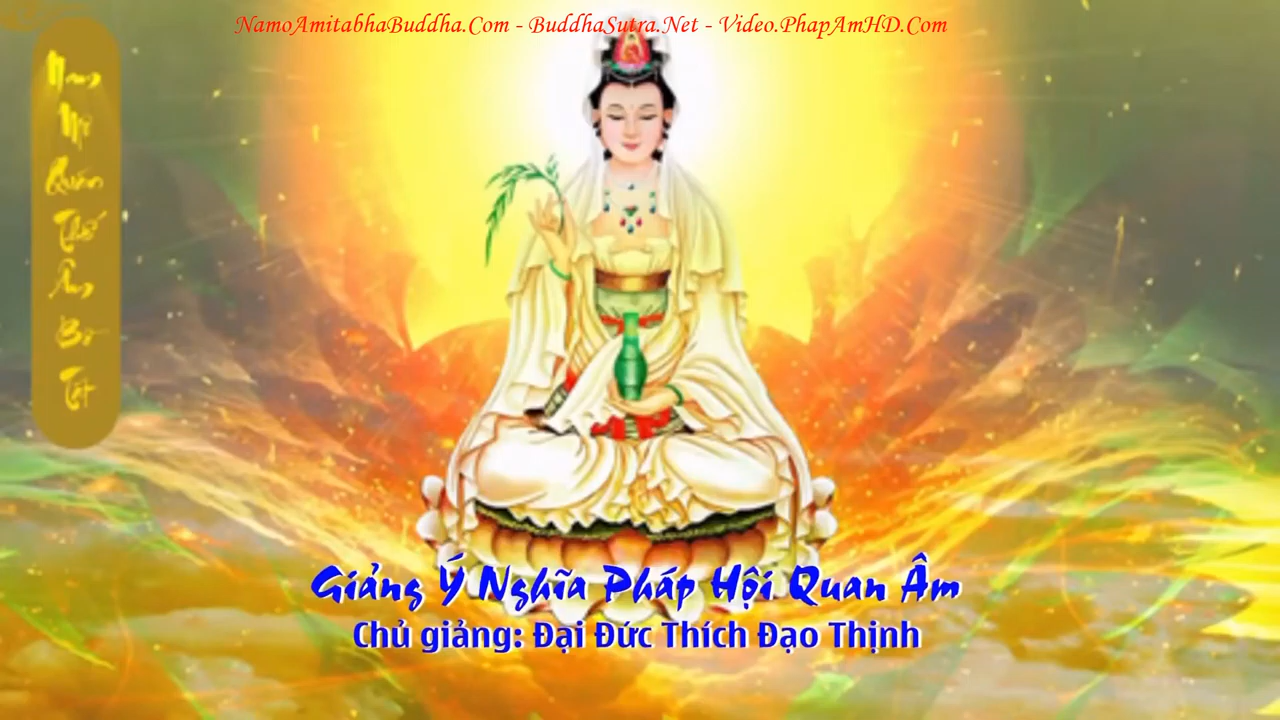 NamoAmitabhaBuddha.Com - BuddhaSutra.Net - Video.PhapAmHD.Com
Nam
Mô
Quán
Thế
Âm
Bồ
Tát
Giảng Ý Nghĩa Pháp Hội Quan Âm
Chủ giảng: Đại Đức Thích Đạo Thịnh